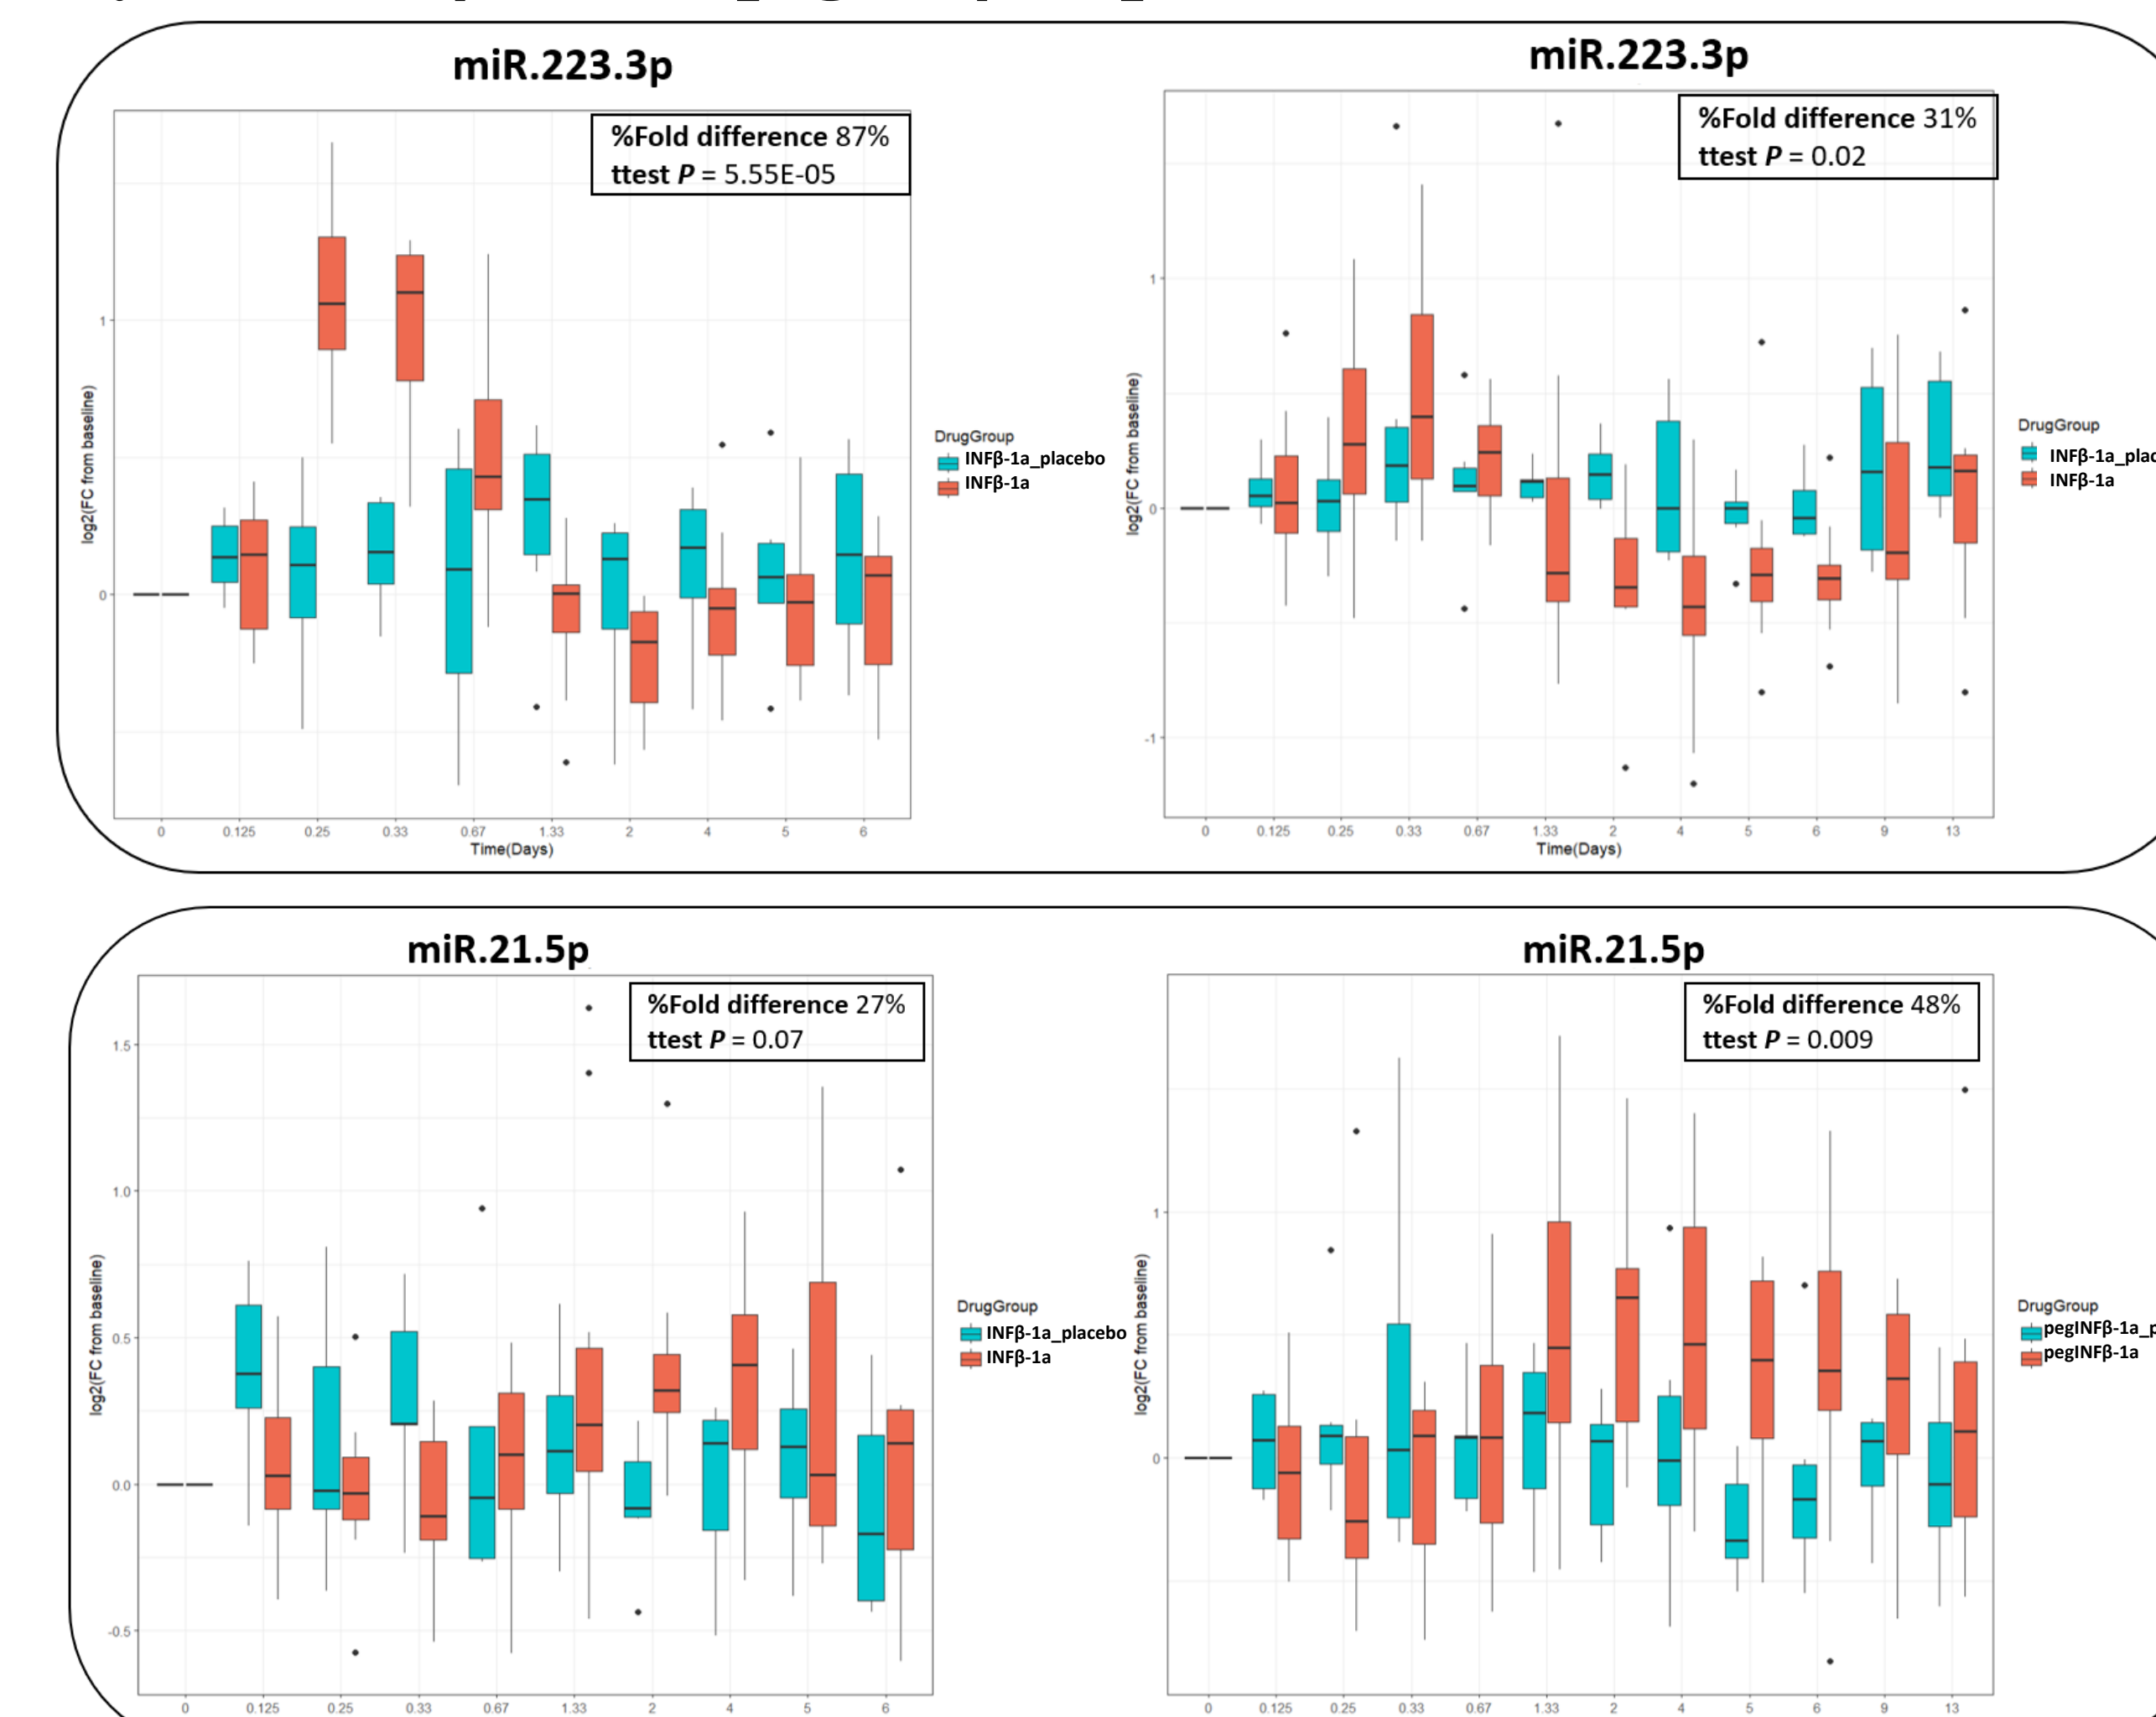 miR.223.3p
%Fold difference 87%
ttest P = 5.55E-05
log2(FC from baseline)
1
0
0 0.125 0.25 0.33 0.67 1.33 2 4 5 6
Time(Days)
DrugGroup
INFβ-1a_placebo
INFβ-1a
miR.223.3p
%Fold difference 31%
ttest P = 0.02
log2(FC from baseline)
1
0
-1
0 0.125 0.25 0.33 0.67 1.33 2 4 5 6 9 13
Time(Days)
DrugGroup
INFβ-1a_plac
INFβ-1a
miR.21.5p
%Fold difference 27%
ttest P = 0.07
log2(FC from baseline)
1.5
1.0
0.5
0.0
-0.5
0 0.125 0.25 0.33 0.67 1.33 2 4 5 6
DrugGroup
INFβ-1a_placebo
INFβ-1a
miR.21.5p
%Fold difference 48%
ttest P = 0.009
log2(FC from baseline)
1
0
0 0.125 0.25 0.33 0.67 1.33 2 4 5 6 9 13
DrugGroup
pegINFβ-1a_p
pegINFβ-1a